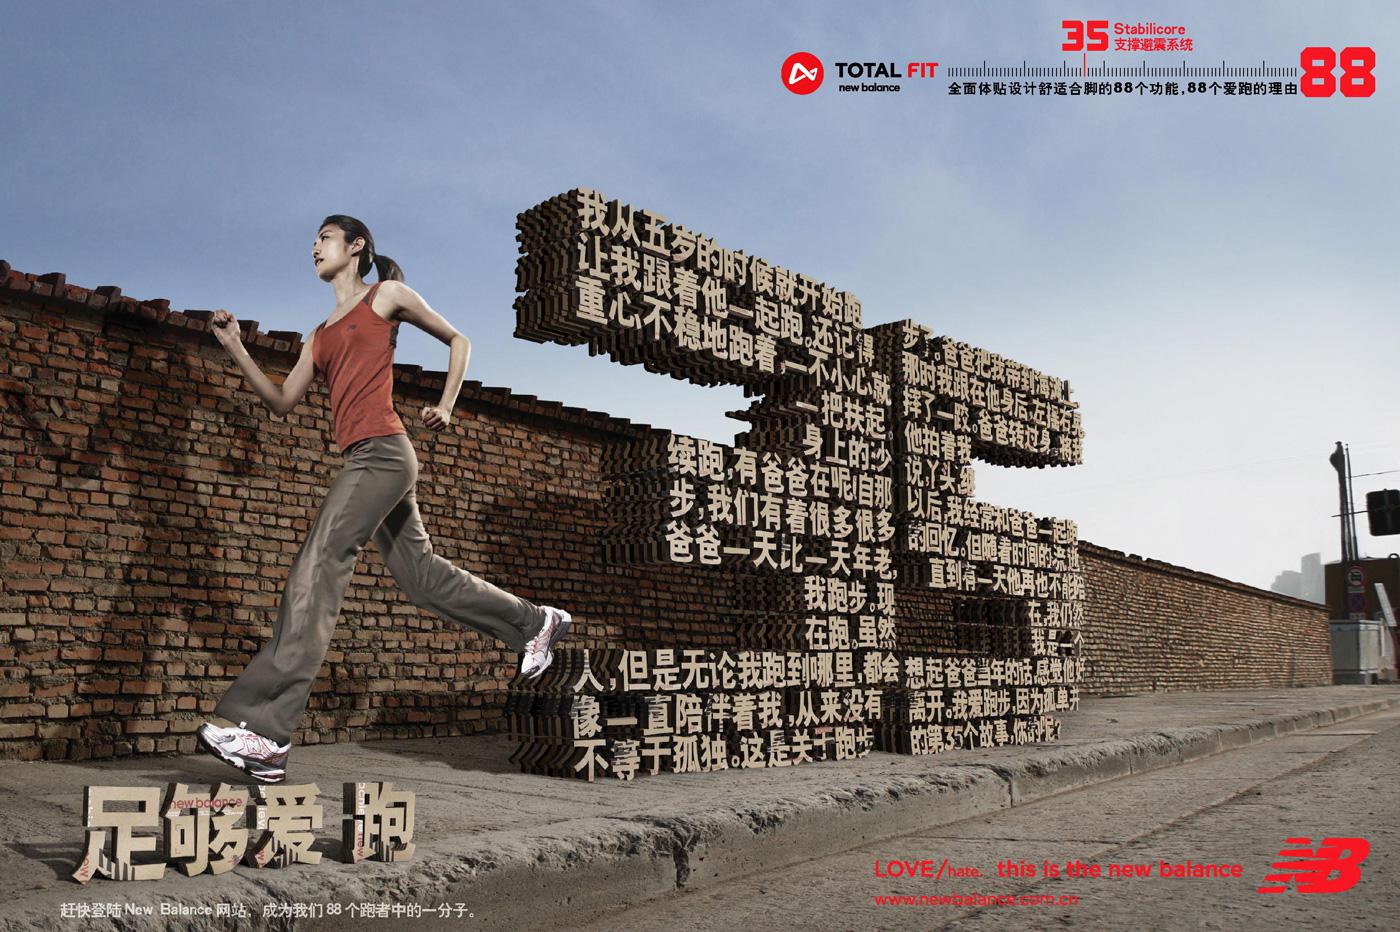 35 Stabilicore
支撑避震系统
TOTAL FIT
new balance
88
全面体贴设计舒适合脚的88个功能,88个爱跑的理由
我从五岁的时候就开始跑
步了。爸爸把我带到海滩上
让我跟着他一起跑。还记得
那时我跟在他身后,左摇右晃
重心不稳地跑着,一不小心就
摔了一跤。爸爸转过身,将我
一把扶起。
他拍着我
身上的沙
说,丫头,继
续跑,有爸爸在呢!自那
以后,我经常和爸爸一起跑
步,我们有着很多很多
的回忆。但随着时间的流逝
爸爸一天比一天年老,
直到有一天他再也不能陪
我跑步。现
在,我仍然
在跑。虽然
我是一个
人,但是无论我跑到哪里,都会
想起爸爸当年的话,感觉他好
像一直陪伴着我,从来没有
离开。我爱跑步,因为孤单并
不等于孤独。这是关于跑步
的第35个故事,你的呢?
足够爱跑
new balance
赶快登陆 New Balance 网站, 成为我们 88 个跑者中的一分子。
LOVE/hate. this is the new balance
www.newbalance.com.cn
NB